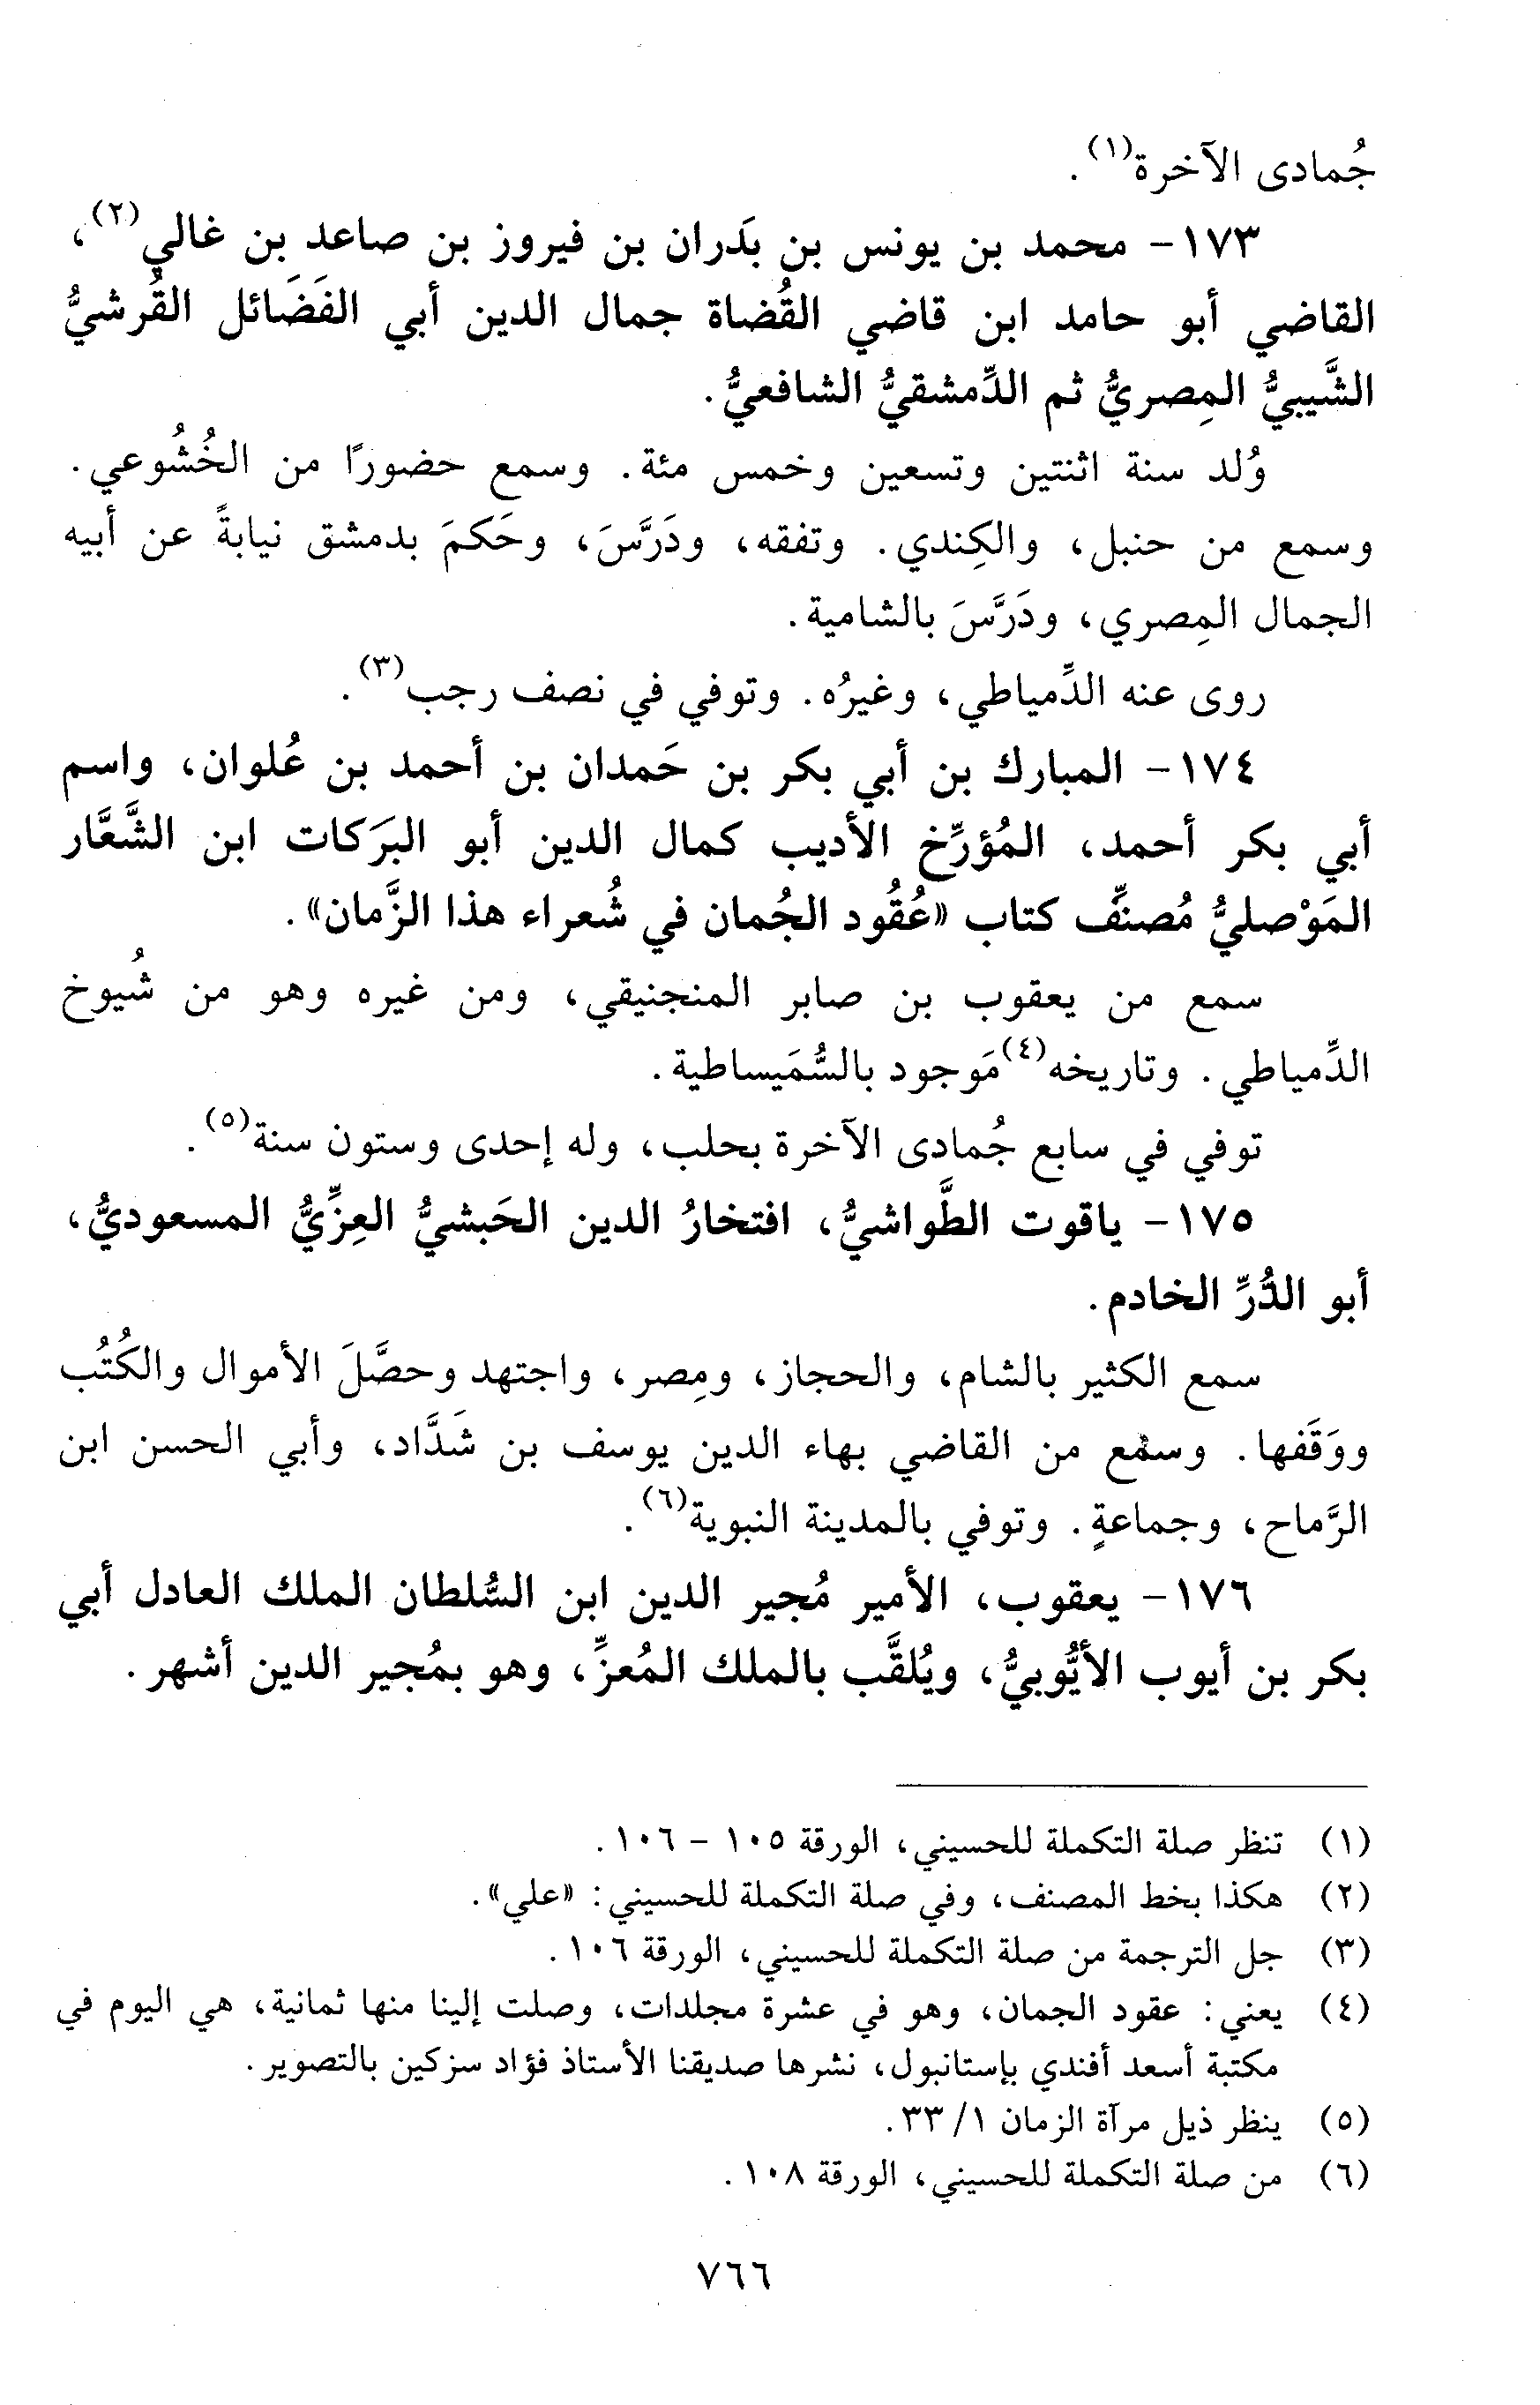 جُمادى الآخرة(١).
١٧٣- محمد بن يونس بن بَدران بن فيروز بن صاعد بن غالي(٢)،
القاضي أبو حامد ابن قاضي القُضاة جمال الدين أبي الفَضَائل القُرشيُّ
الشَّيبيُّ المِصريُّ ثم الدِّمشقيُّ الشافعيُّ.
وُلد سنة اثنتين وتسعين وخمس مئة. وسمع حضورًا من الخُشُوعي.
وسمع من حنبل، والكِندي. وتفقه، ودَرَّسَ، وحَكمَ بدمشق نيابةً عن أبيه
الجمال المِصري، ودَرَّسَ بالشامية.
روى عنه الدِّمياطي، وغيرُه. وتوفي في نصف رجب(٣).
١٧٤- المبارك بن أبي بكر بن حَمدان بن أحمد بن عُلوان، واسم
أبي بكر أحمد، المُؤرِّخ الأديب كمال الدين أبو البرَكات ابن الشَّعَّار
المَوْصليُّ مُصنِّف كتاب «عُقُود الجُمان في شُعراء هذا الزَّمان».
سمع من يعقوب بن صابر المنجنيقي، ومن غيره وهو من شُيوخ
الدِّمياطي. وتاريخه(٤) مَوجود بالسُّمَيساطية.
توفي في سابع جُمادى الآخرة بحلب، وله إحدى وستون سنة(٥).
١٧٥- ياقوت الطَّواشيُّ، افتخارُ الدين الحَبشيُّ العِزِّيُّ المسعوديُّ،
أبو الدُّرِّ الخادم.
سمع الكثير بالشام، والحجاز، ومِصر، واجتهد وحصَّلَ الأموال والكُتُب
ووَقَفها. وسمع من القاضي بهاء الدين يوسف بن شَدَّاد، وأبي الحسن ابن
الرَّماح، وجماعةٍ. وتوفي بالمدينة النبوية(٦).
١٧٦- يعقوب، الأمير مُجير الدين ابن السُّلطان الملك العادل أبي
بكر بن أيوب الأيُّوبيُّ، ويُلقَّب بالملك المُعزِّ، وهو بمُجير الدين أشهر.
(١) تنظر صلة التكملة للحسيني، الورقة ١٠٥ - ١٠٦.
(٢) هكذا بخط المصنف، وفي صلة التكملة للحسيني: «علي».
(٣) جل الترجمة من صلة التكملة للحسيني، الورقة ١٠٦.
(٤) يعني: عقود الجمان، وهو في عشرة مجلدات، وصلت إلينا منها ثمانية، هي اليوم في
مكتبة أسعد أفندي بإستانبول، نشرها صديقنا الأستاذ فؤاد سزكين بالتصوير.
(٥) ينظر ذيل مرآة الزمان ١/ ٣٣.
(٦) من صلة التكملة للحسيني، الورقة ١٠٨.
٧٦٦